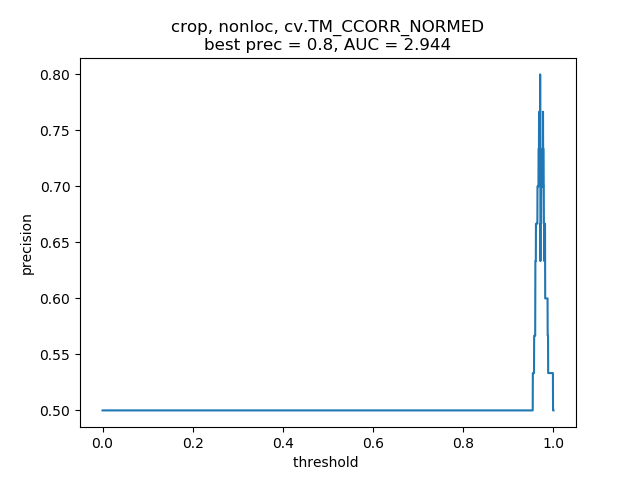 crop, nonloc, cv.TM_CCORR_NORMED
best prec = 0.8, AUC = 2.944
precision
0.80
0.75
0.70
0.65
0.60
0.55
0.50
0.0 0.2 0.4 0.6 0.8 1.0
threshold